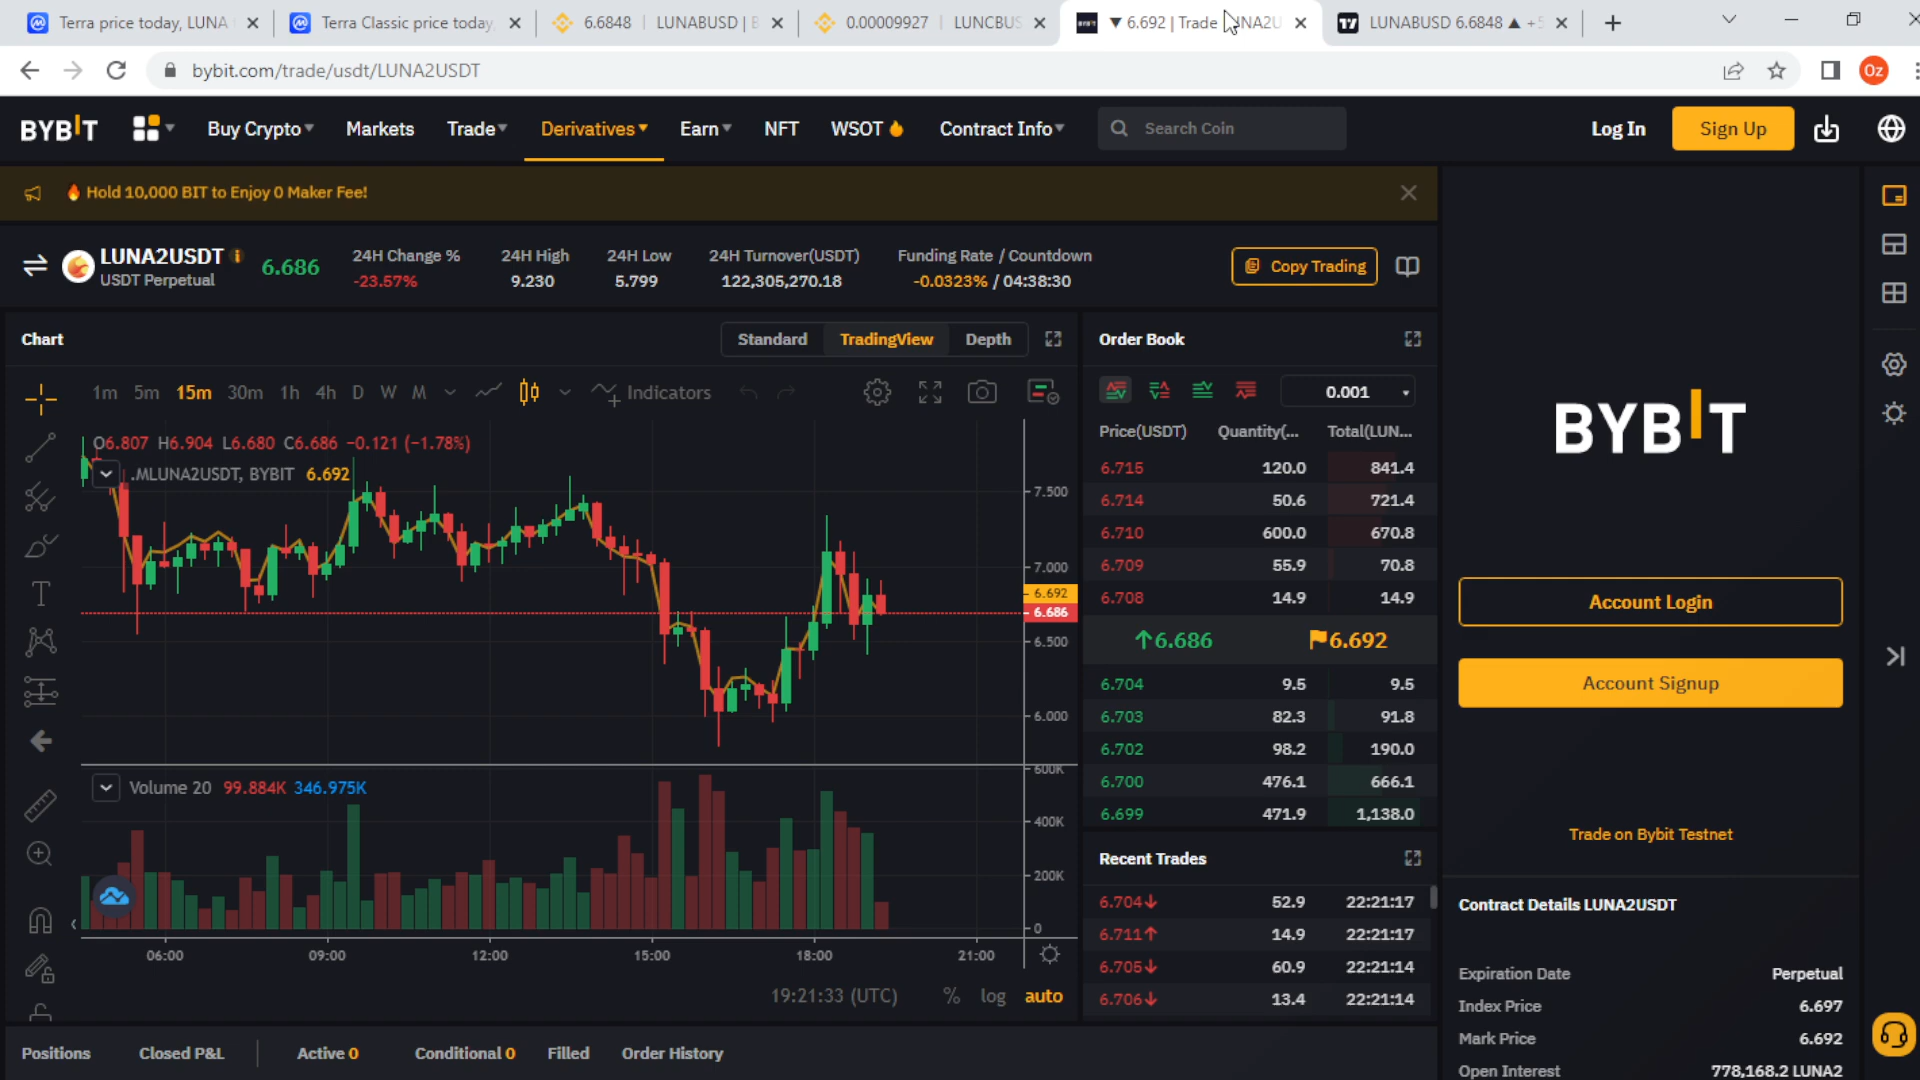 Terra price today, LUNA
Terra Classic price today,
6.6848 | LUNABUSD | B
0.00009927 | LUNCBUS
▼ 6.692 | Trade LUNA2U
LUNABUSD 6.6848 ▲ +5
bybit.com/trade/usdt/LUNA2USDT
Oz
BYBIT
Buy Crypto
Markets
Trade
Derivatives
Earn
NFT
WSOT
Contract Info
Search Coin
Log In
Sign Up
Hold 10,000 BIT to Enjoy 0 Maker Fee!
LUNA2USDT
USDT Perpetual
6.686
24H Change %
-23.57%
24H High
9.230
24H Low
5.799
24H Turnover(USDT)
122,305,270.18
Funding Rate / Countdown
-0.0323% / 04:38:30
Copy Trading
Chart
Standard
TradingView
Depth
1m 5m 15m 30m 1h 4h D W M
Indicators
O6.807 H6.904 L6.680 C6.686 −0.121 (−1.78%)
.MLUNA2USDT, BYBIT 6.692
7.500
7.000
6.692
6.686
6.500
6.000
Volume 20 99.884K 346.975K
600K
400K
200K
0
06:00 09:00 12:00 15:00 18:00 21:00
19:21:33 (UTC) % log auto
Order Book
0.001
Price(USDT) Quantity(... Total(LUN...
6.715 120.0 841.4
6.714 50.6 721.4
6.710 600.0 670.8
6.709 55.9 70.8
6.708 14.9 14.9
↑6.686 6.692
6.704 9.5 9.5
6.703 82.3 91.8
6.702 98.2 190.0
6.700 476.1 666.1
6.699 471.9 1,138.0
Recent Trades
6.704↓ 52.9 22:21:17
6.711↑ 14.9 22:21:17
6.705↓ 60.9 22:21:14
6.706↓ 13.4 22:21:14
BYBIT
Account Login
Account Signup
Trade on Bybit Testnet
Contract Details LUNA2USDT
Expiration Date Perpetual
Index Price 6.697
Mark Price 6.692
Open Interest 778,168.2 LUNA2
Positions
Closed P&L
Active 0
Conditional 0
Filled
Order History